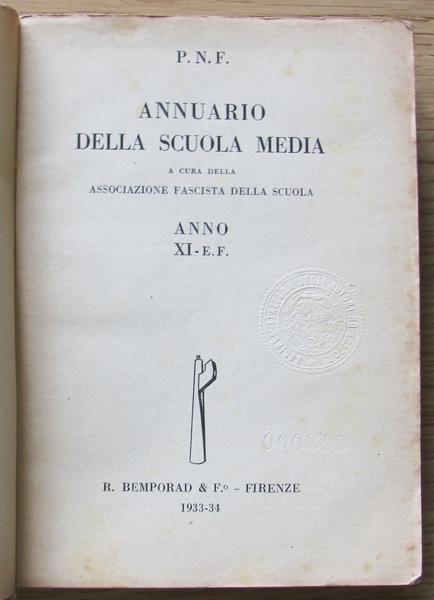 P. N. F.
ANNUARIO
DELLA SCUOLA MEDIA
A CURA DELLA
ASSOCIAZIONE FASCISTA DELLA SCUOLA
ANNO
XI - E. F.
R. BEMPORAD & F.º - FIRENZE
1933-34